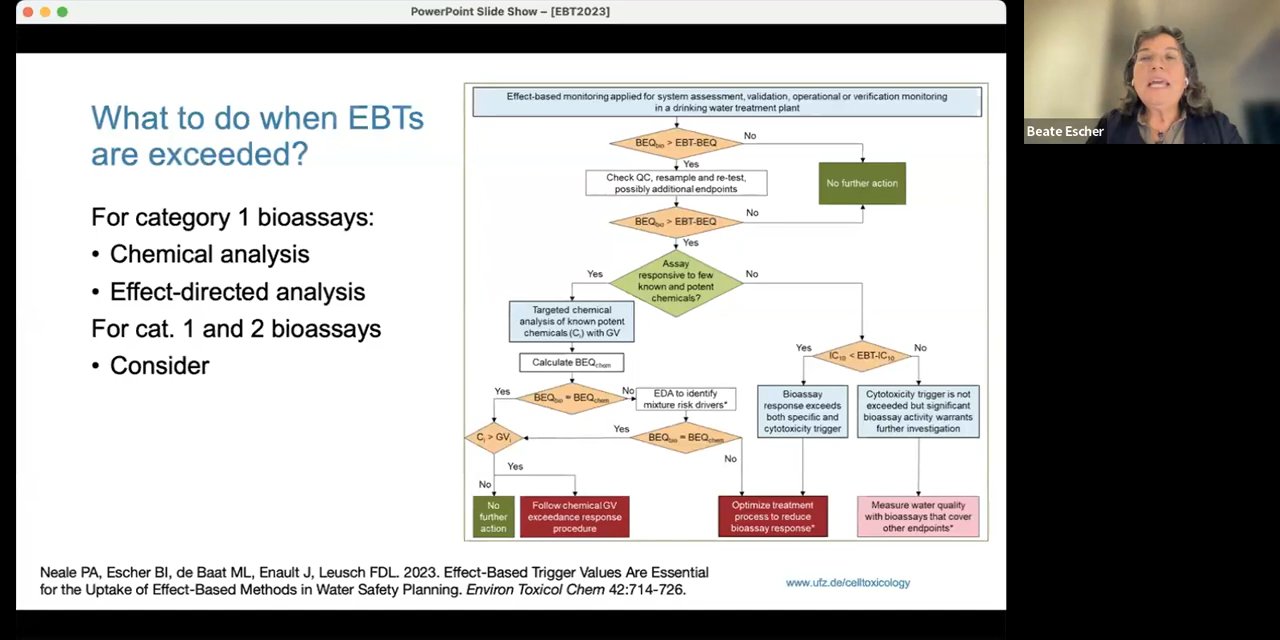 PowerPoint Slide Show – [EBT2023]
What to do when EBTs
are exceeded?
For category 1 bioassays:
• Chemical analysis
• Effect-directed analysis
For cat. 1 and 2 bioassays
• Consider
Effect-based monitoring applied for system assessment, validation, operational or verification monitoring
in a drinking water treatment plant
BEQbio > EBT-BEQ
No
Yes
Check QC, resample and re-test,
possibly additional endpoints
No further action
BEQbio > EBT-BEQ
No
Yes
Assay
responsive to few
known and potent
chemicals?
Yes
No
Targeted chemical
analysis of known potent
chemicals (Ci) with GV
Calculate BEQchem
IC10 < EBT-IC10
Yes
No
BEQbio ≈ BEQchem
Yes
No
EDA to identify
mixture risk drivers*
Bioassay
response exceeds
both specific and
cytotoxicity trigger
Cytotoxicity trigger is not
exceeded but significant
bioassay activity warrants
further investigation
Ci > GVi
Yes
BEQbio ≈ BEQchem
No
Yes
No
No
further
action
Follow chemical GV
exceedance response
procedure
Optimize treatment
process to reduce
bioassay response*
Measure water quality
with bioassays that cover
other endpoints*
Neale PA, Escher BI, de Baat ML, Enault J, Leusch FDL. 2023. Effect-Based Trigger Values Are Essential
for the Uptake of Effect-Based Methods in Water Safety Planning. Environ Toxicol Chem 42:714-726.
www.ufz.de/celltoxicology
Beate Escher